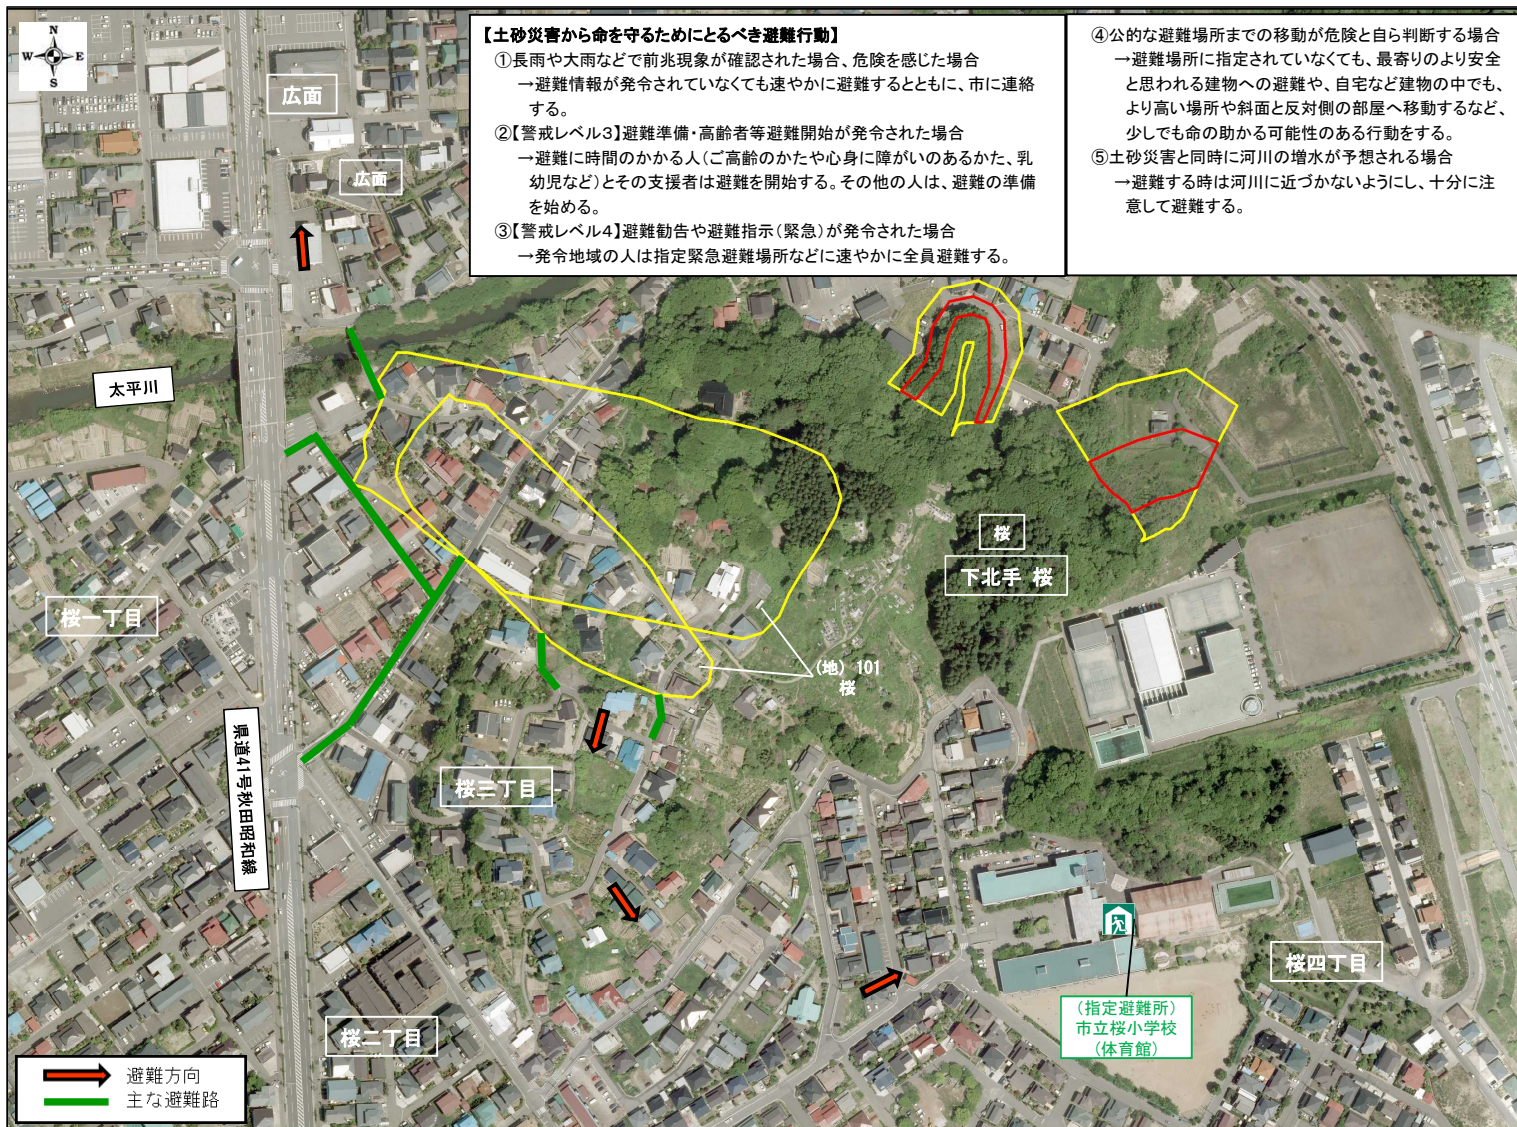 N
W E
S
【土砂災害から命を守るためにとるべき避難行動】
①長雨や大雨などで前兆現象が確認された場合、危険を感じた場合
→避難情報が発令されていなくても速やかに避難するとともに、市に連絡
する。
②【警戒レベル３】避難準備・高齢者等避難開始が発令された場合
→避難に時間のかかる人（ご高齢のかたや心身に障がいのあるかた、乳
幼児など）とその支援者は避難を開始する。その他の人は、避難の準備
を始める。
③【警戒レベル４】避難勧告や避難指示（緊急）が発令された場合
→発令地域の人は指定緊急避難場所などに速やかに全員避難する。
④公的な避難場所までの移動が危険と自ら判断する場合
→避難場所に指定されていなくても、最寄りのより安全
と思われる建物への避難や、自宅など建物の中でも、
より高い場所や斜面と反対側の部屋へ移動するなど、
少しでも命の助かる可能性のある行動をする。
⑤土砂災害と同時に河川の増水が予想される場合
→避難する時は河川に近づかないようにし、十分に注
意して避難する。
広面
広面
太平川
桜
下北手 桜
桜一丁目
(地) 101
桜
県道41号秋田昭和線
桜三丁目
桜四丁目
（指定避難所）
市立桜小学校
（体育館）
桜二丁目
避難方向
主な避難路